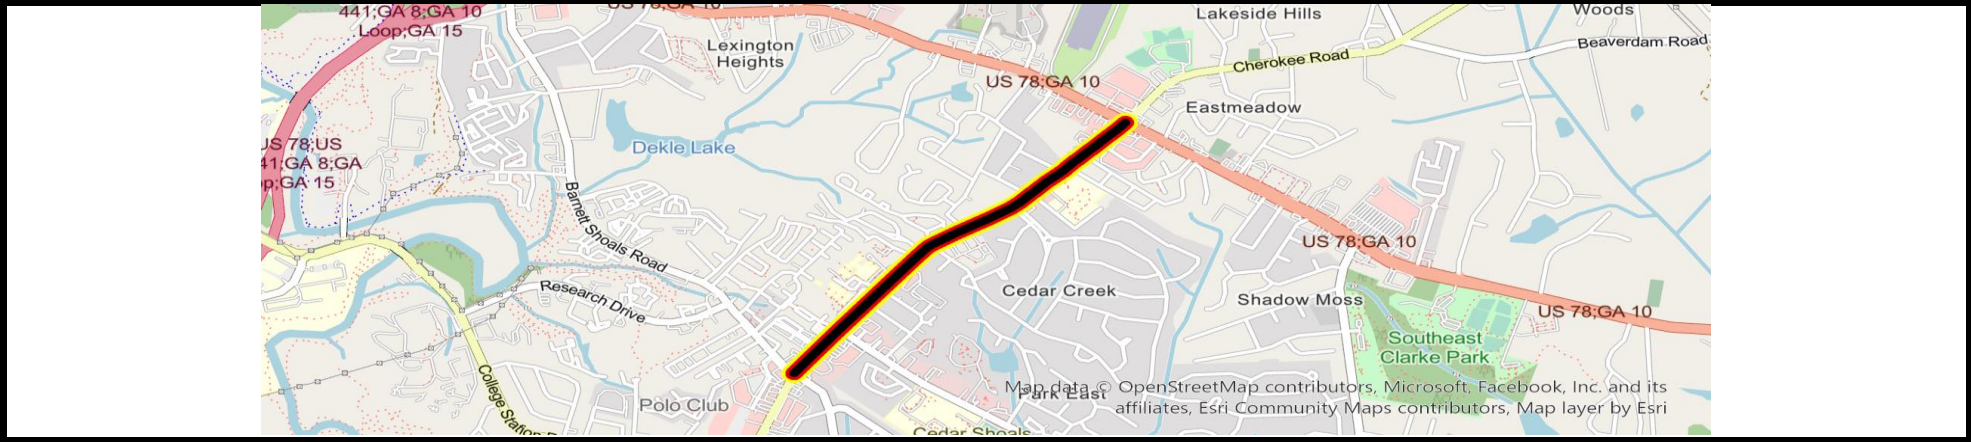 441;GA 8;GA 10
Loop;GA 15
US 78;GA 10
Lakeside Hills
Woods
Lexington
Heights
Beaverdam Road
Cherokee Road
US 78;GA 10
Eastmeadow
US 78;US
41;GA 8;GA
p;GA 15
Dekle Lake
Barnett Shoals Road
US 78;GA 10
Research Drive
Cedar Creek
Shadow Moss
US 78;GA 10
Southeast
Clarke Park
College Station
Polo Club
Park East
Cedar Shoals
Map data © OpenStreetMap contributors, Microsoft, Facebook, Inc. and its
affiliates, Esri Community Maps contributors, Map layer by Esri